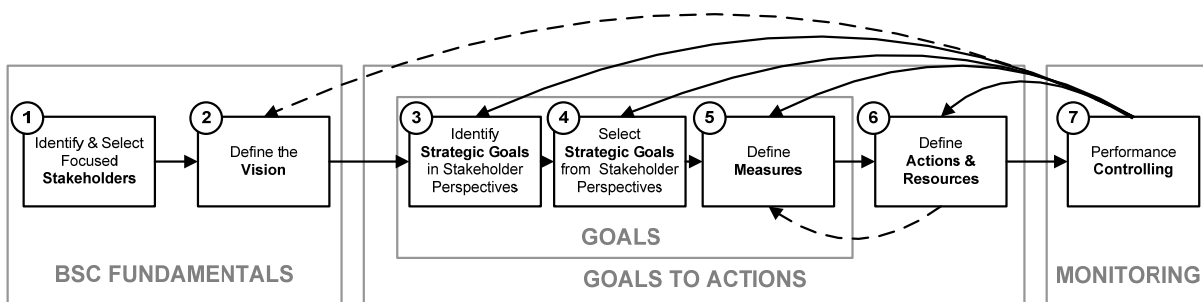 1
Identify & Select
Focused
Stakeholders
2
Define the
Vision
3
Identify
Strategic Goals
in Stakeholder
Perspectives
4
Select
Strategic Goals
from Stakeholder
Perspectives
5
Define
Measures
6
Define
Actions &
Resources
7
Performance
Controlling
GOALS
BSC FUNDAMENTALS
GOALS TO ACTIONS
MONITORING